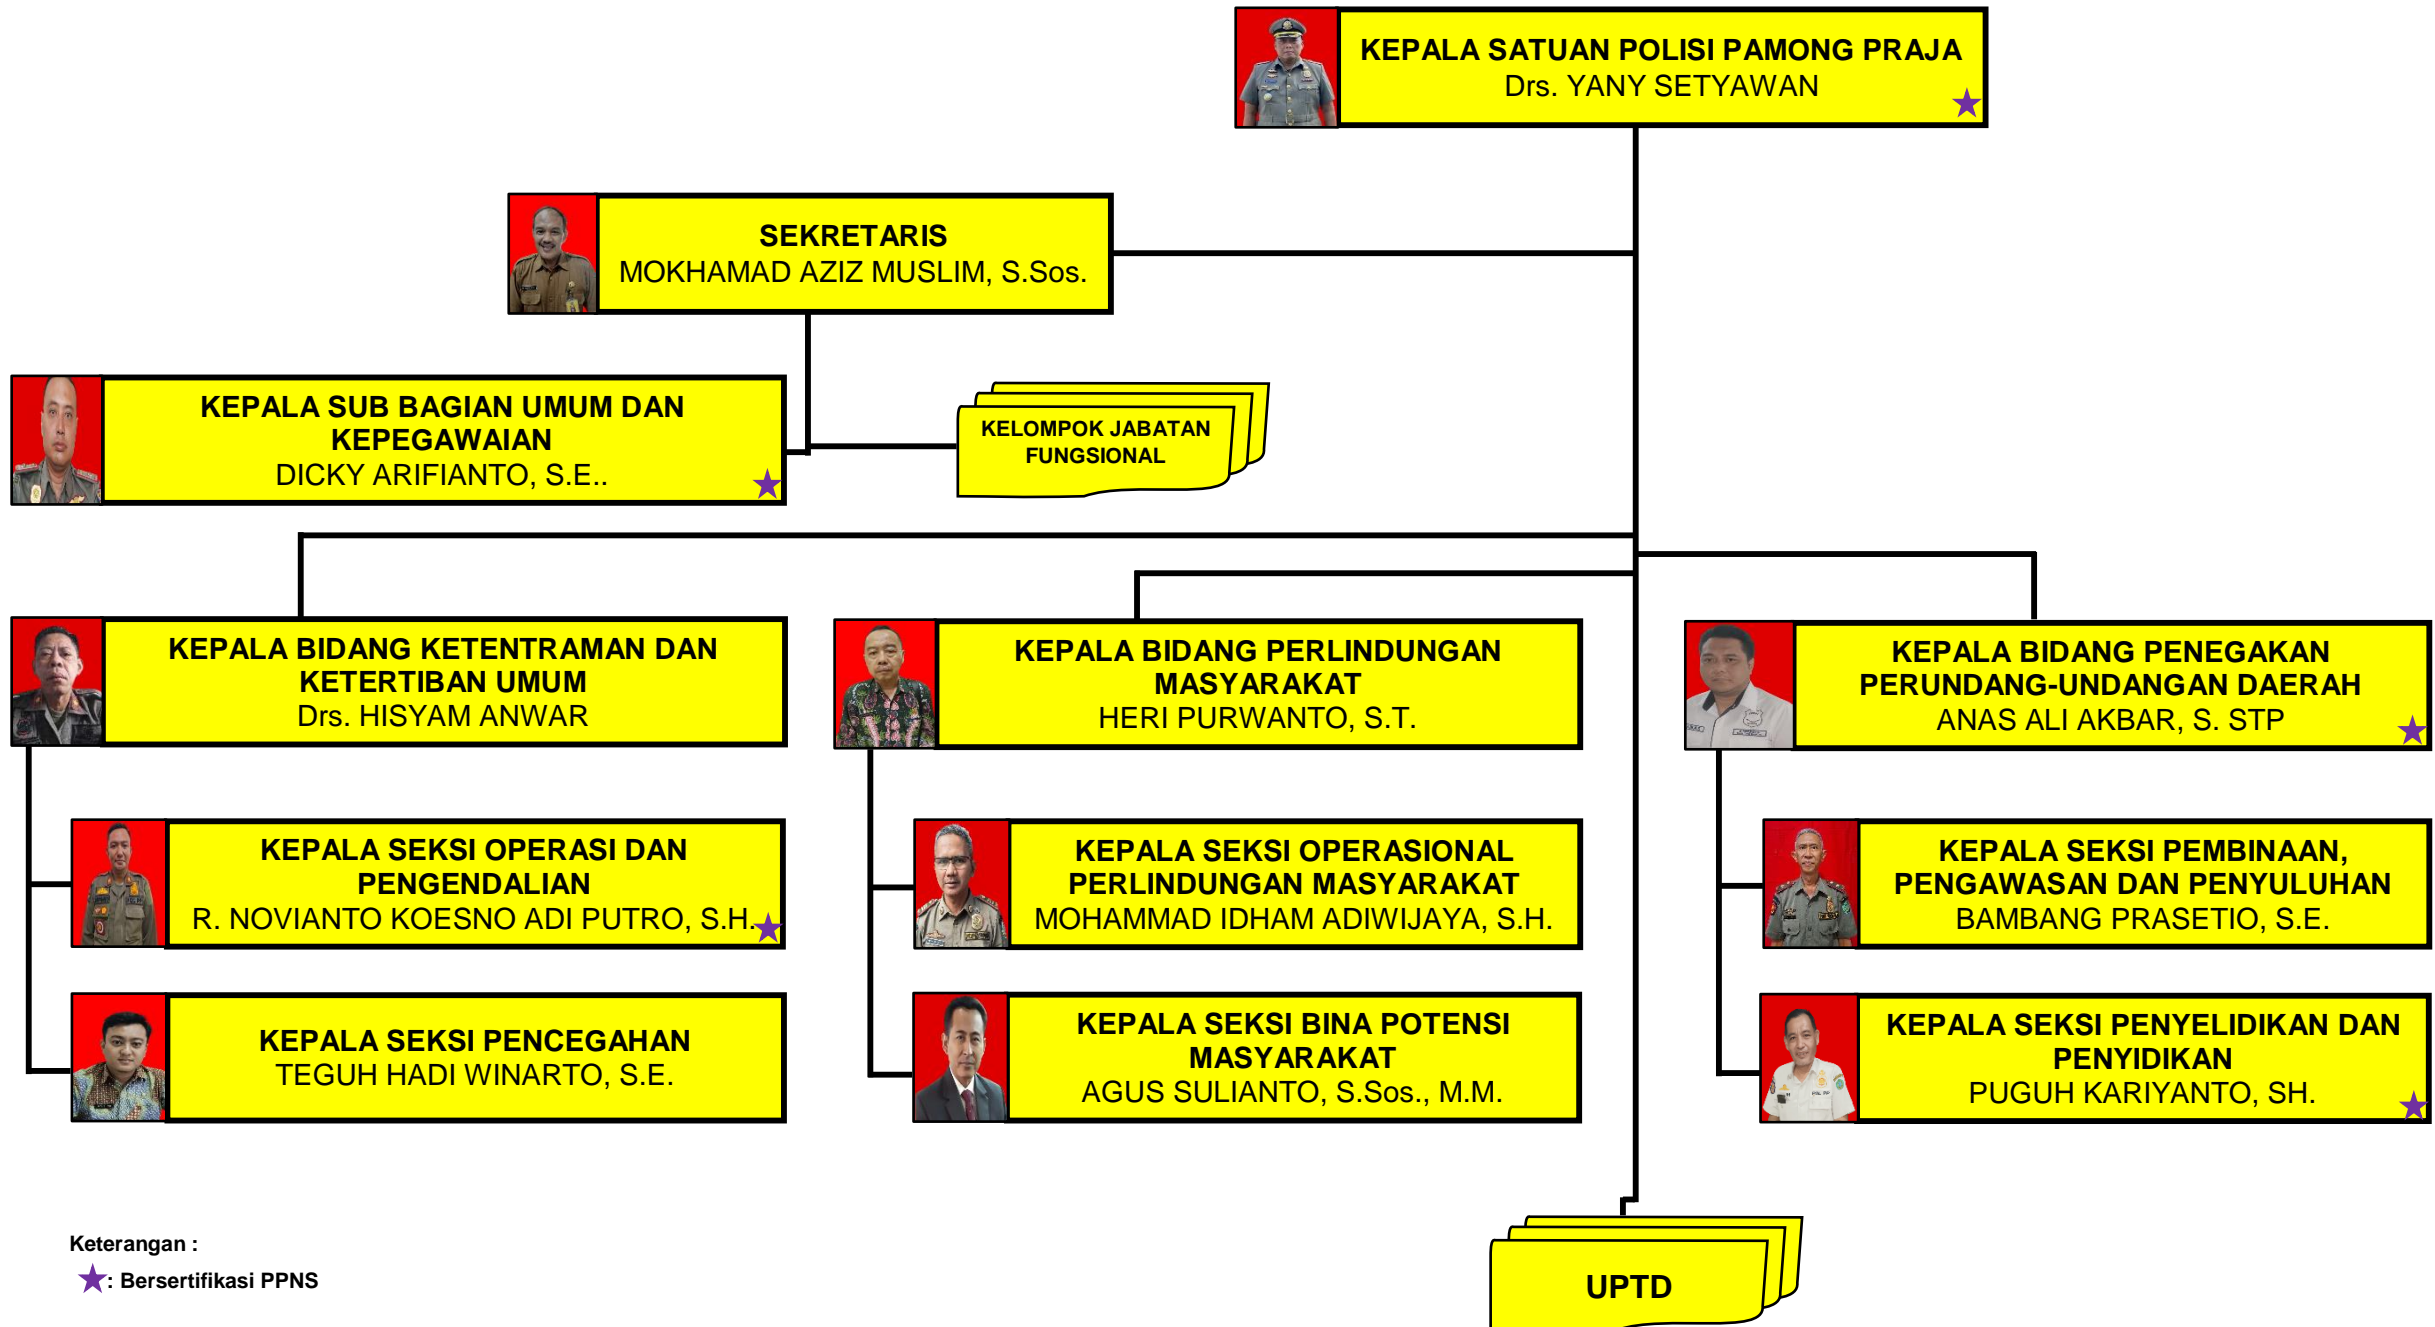 KEPALA SATUAN POLISI PAMONG PRAJA
Drs. YANY SETYAWAN
SEKRETARIS
MOKHAMAD AZIZ MUSLIM, S.Sos.
KEPALA SUB BAGIAN UMUM DAN
KEPEGAWAIAN
DICKY ARIFIANTO, S.E..
KELOMPOK JABATAN
FUNGSIONAL
KEPALA BIDANG KETENTRAMAN DAN
KETERTIBAN UMUM
Drs. HISYAM ANWAR
KEPALA BIDANG PERLINDUNGAN
MASYARAKAT
HERI PURWANTO, S.T.
KEPALA BIDANG PENEGAKAN
PERUNDANG-UNDANGAN DAERAH
ANAS ALI AKBAR, S. STP
KEPALA SEKSI OPERASI DAN
PENGENDALIAN
R. NOVIANTO KOESNO ADI PUTRO, S.H.
KEPALA SEKSI OPERASIONAL
PERLINDUNGAN MASYARAKAT
MOHAMMAD IDHAM ADIWIJAYA, S.H.
KEPALA SEKSI PEMBINAAN,
PENGAWASAN DAN PENYULUHAN
BAMBANG PRASETIO, S.E.
KEPALA SEKSI PENCEGAHAN
TEGUH HADI WINARTO, S.E.
KEPALA SEKSI BINA POTENSI
MASYARAKAT
AGUS SULIANTO, S.Sos., M.M.
KEPALA SEKSI PENYELIDIKAN DAN
PENYIDIKAN
PUGUH KARIYANTO, SH.
Keterangan :
: Bersertifikasi PPNS
UPTD